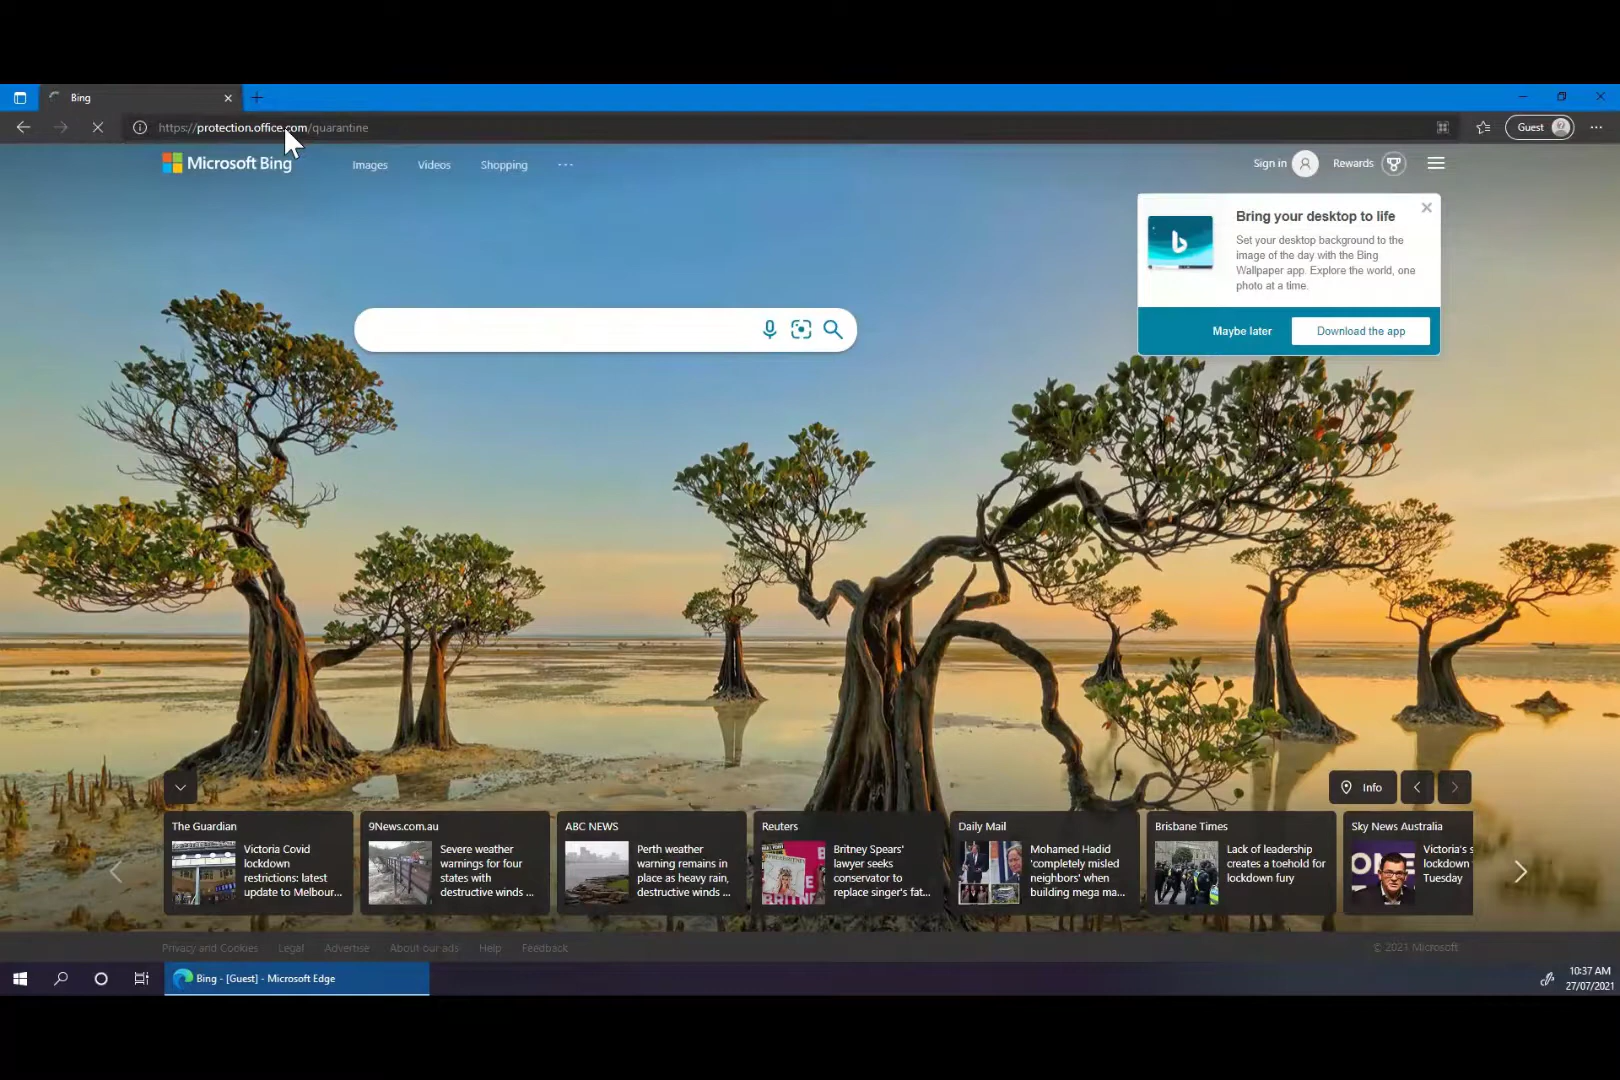 Bing
https://protection.office.com/quarantine
Guest
Microsoft Bing
Images
Videos
Shopping
Sign in
Rewards
Bring your desktop to life
Set your desktop background to the
image of the day with the Bing
Wallpaper app. Explore the world, one
photo at a time.
Maybe later
Download the app
Info
The Guardian
Victoria Covid
lockdown
restrictions: latest
update to Melbour...
9News.com.au
Severe weather
warnings for four
states with
destructive winds ...
ABC NEWS
Perth weather
warning remains in
place as heavy rain,
destructive winds ...
Reuters
Britney Spears'
lawyer seeks
conservator to
replace singer's fat...
Daily Mail
Mohamed Hadid
'completely misled
neighbors' when
building mega ma...
Brisbane Times
Lack of leadership
creates a toehold for
lockdown fury
Sky News Australia
Victoria's s
lockdown
Tuesday
Privacy and Cookies
Legal
Advertise
About our ads
Help
Feedback
© 2021 Microsoft
Bing - [Guest] - Microsoft Edge
10:37 AM
27/07/2021